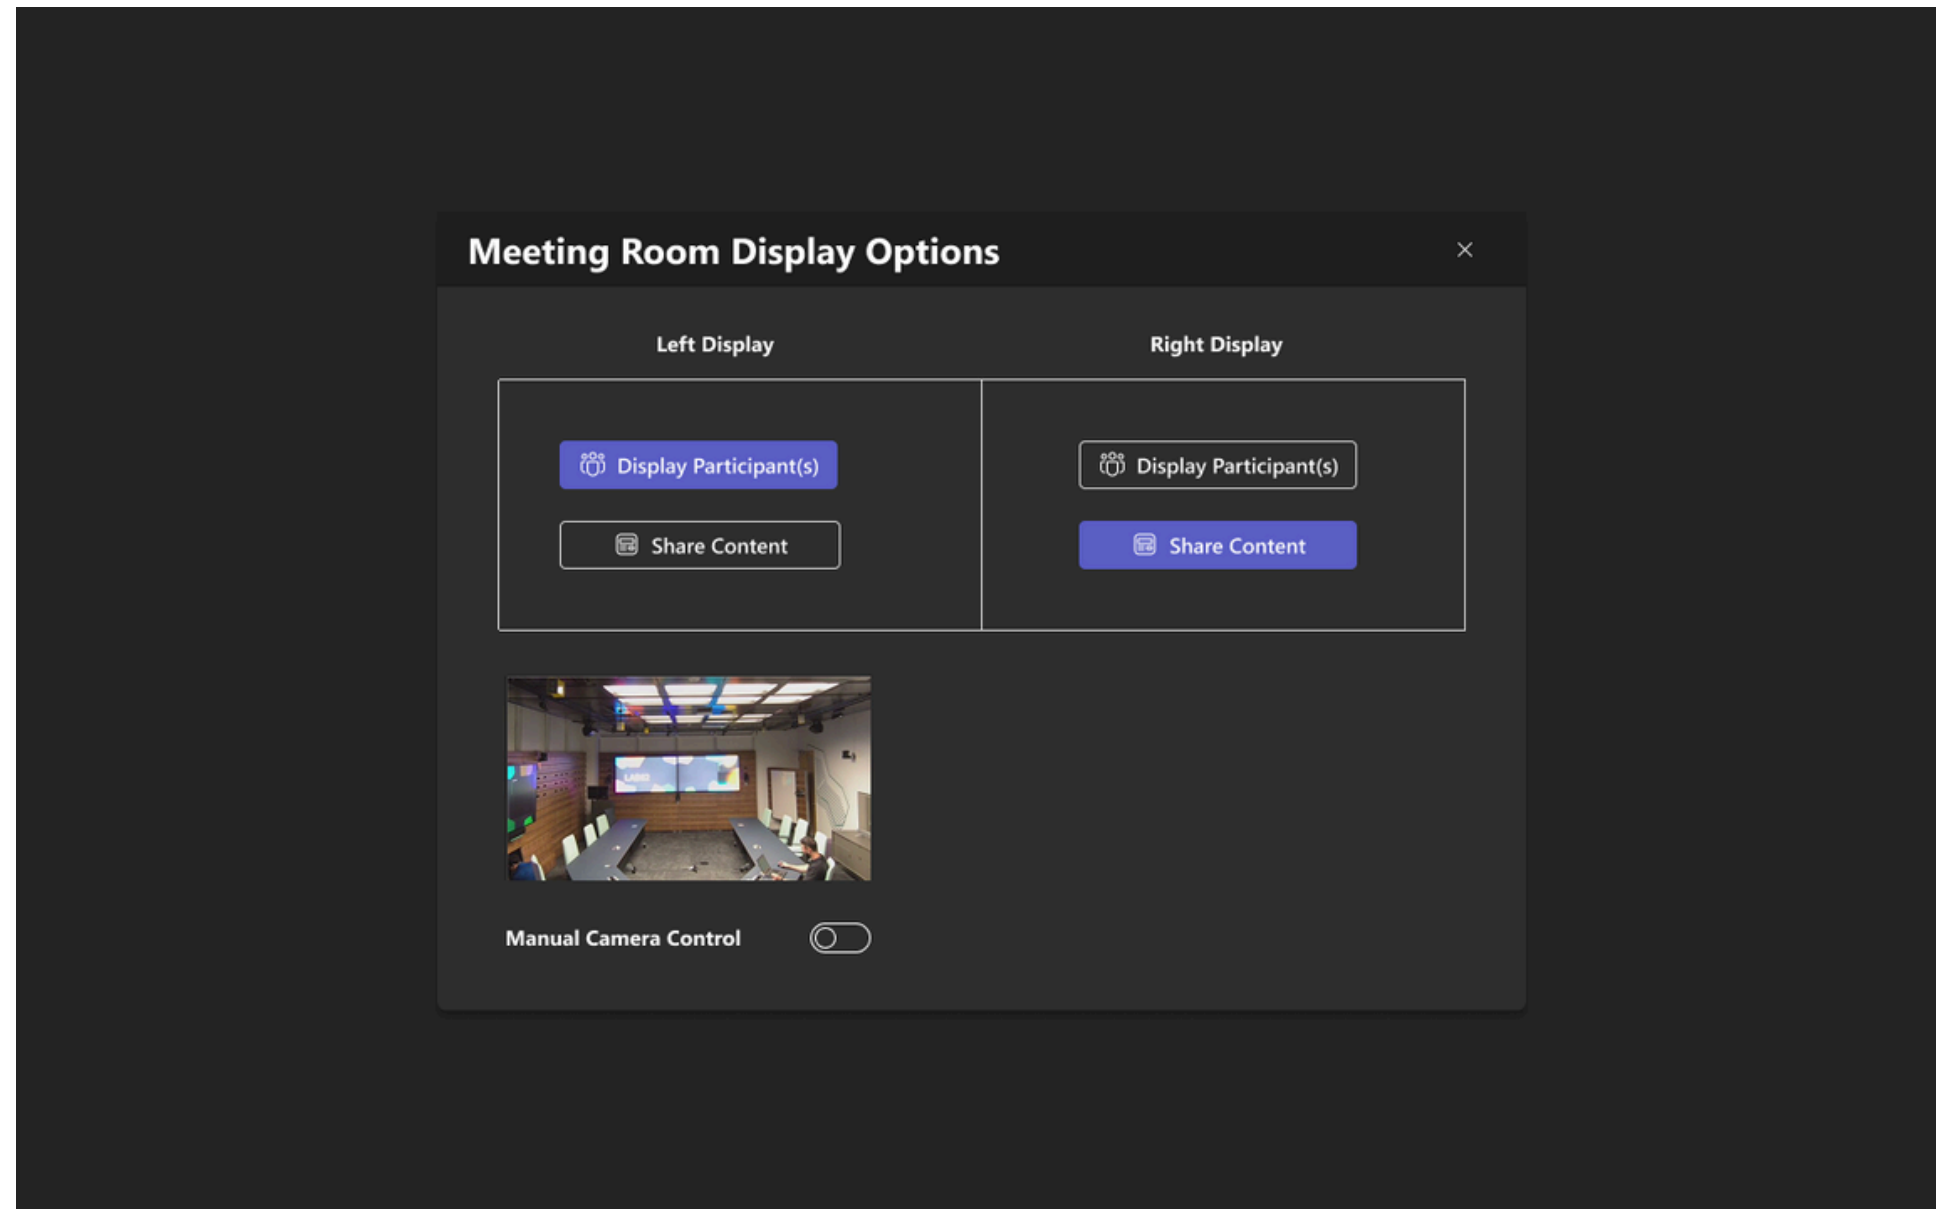 Meeting Room Display Options
Left Display
Right Display
Display Participant(s)
Display Participant(s)
Share Content
Share Content
Manual Camera Control